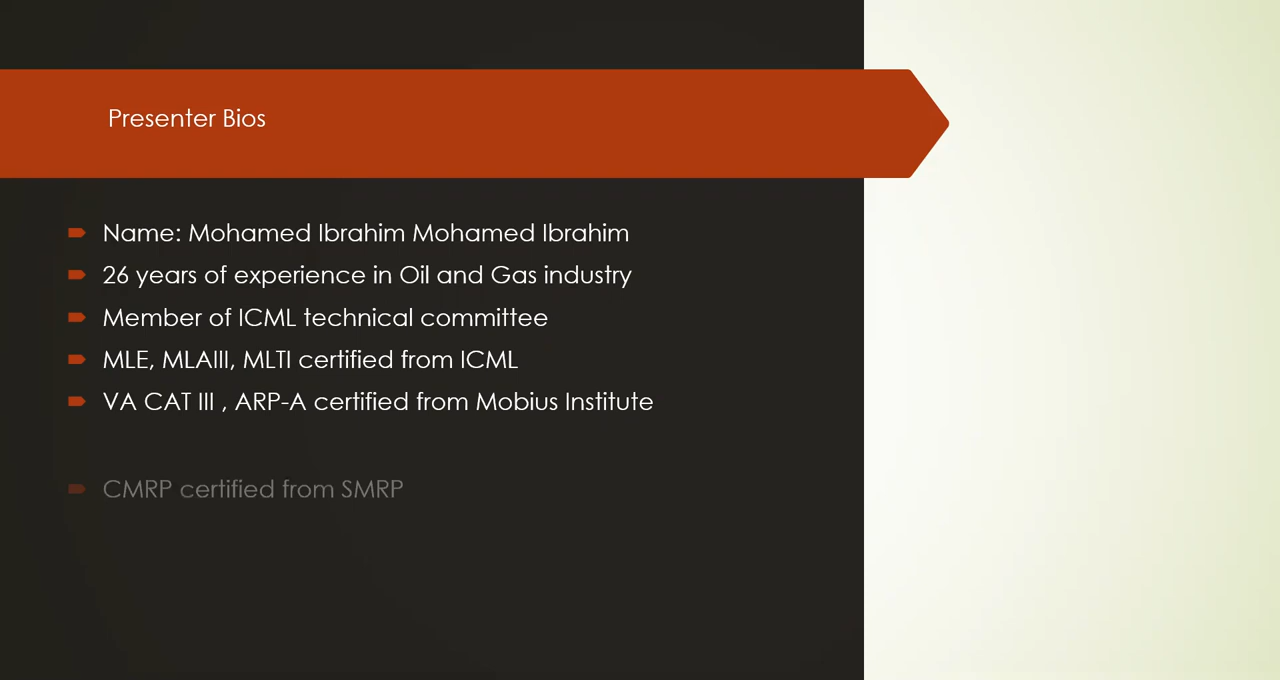 Presenter Bios
Name: Mohamed Ibrahim Mohamed Ibrahim
26 years of experience in Oil and Gas industry
Member of ICML technical committee
MLE, MLAIII, MLTI certified from ICML
VA CAT III , ARP-A certified from Mobius Institute
CMRP certified from SMRP